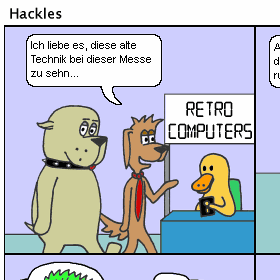 Hackles
Ich liebe es, diese alte
Technik bei dieser Messe
zu sehn...
RETRO
COMPUTERS